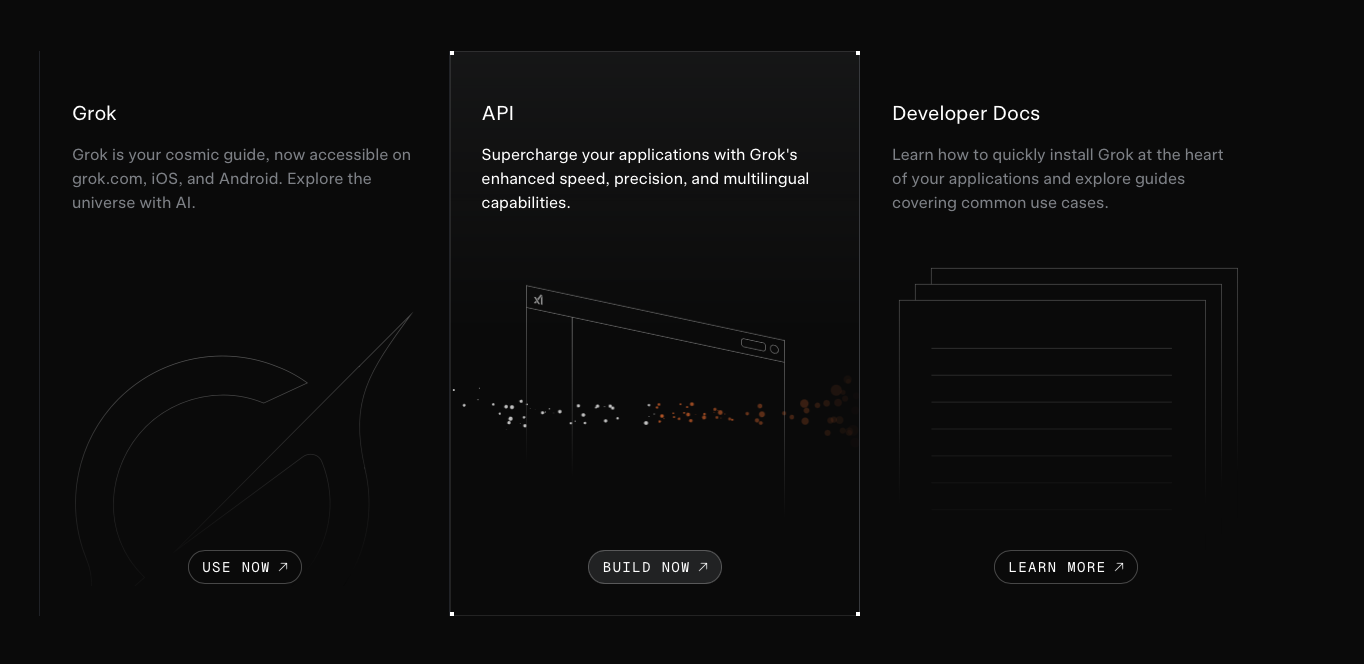 Grok
Grok is your cosmic guide, now accessible on
grok.com, iOS, and Android. Explore the
universe with AI.
USE NOW
API
Supercharge your applications with Grok's
enhanced speed, precision, and multilingual
capabilities.
xI
BUILD NOW
Developer Docs
Learn how to quickly install Grok at the heart
of your applications and explore guides
covering common use cases.
LEARN MORE